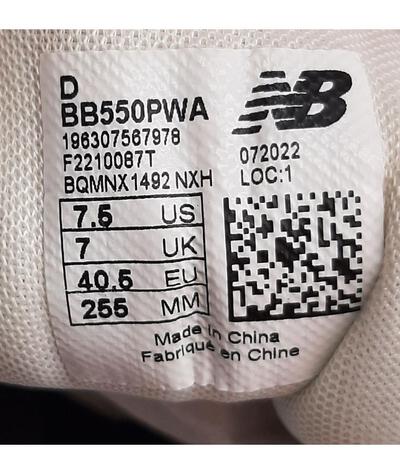 D
BB550PWA
196307567978
F2210087T
BQMNX1492 NXH
NB
072022
LOC:1
7.5 US
7 UK
40.5 EU
255 MM
Made in China
Fabriqué en Chine